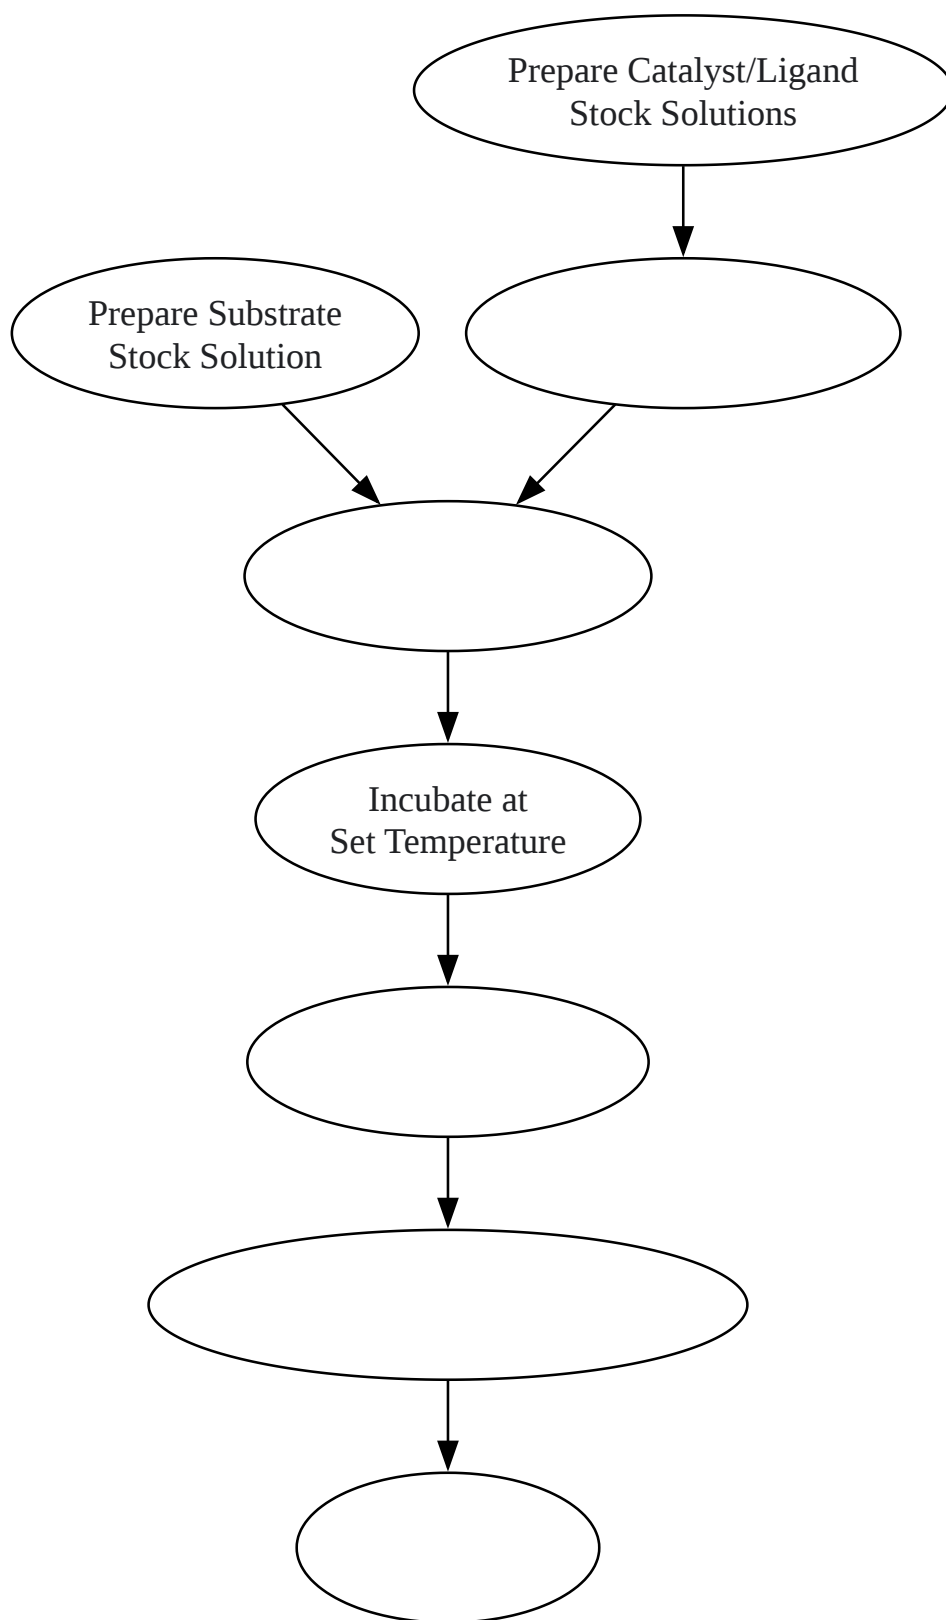 Prepare Catalyst/Ligand
Stock Solutions
Prepare Substrate
Stock Solution
Incubate at
Set Temperature